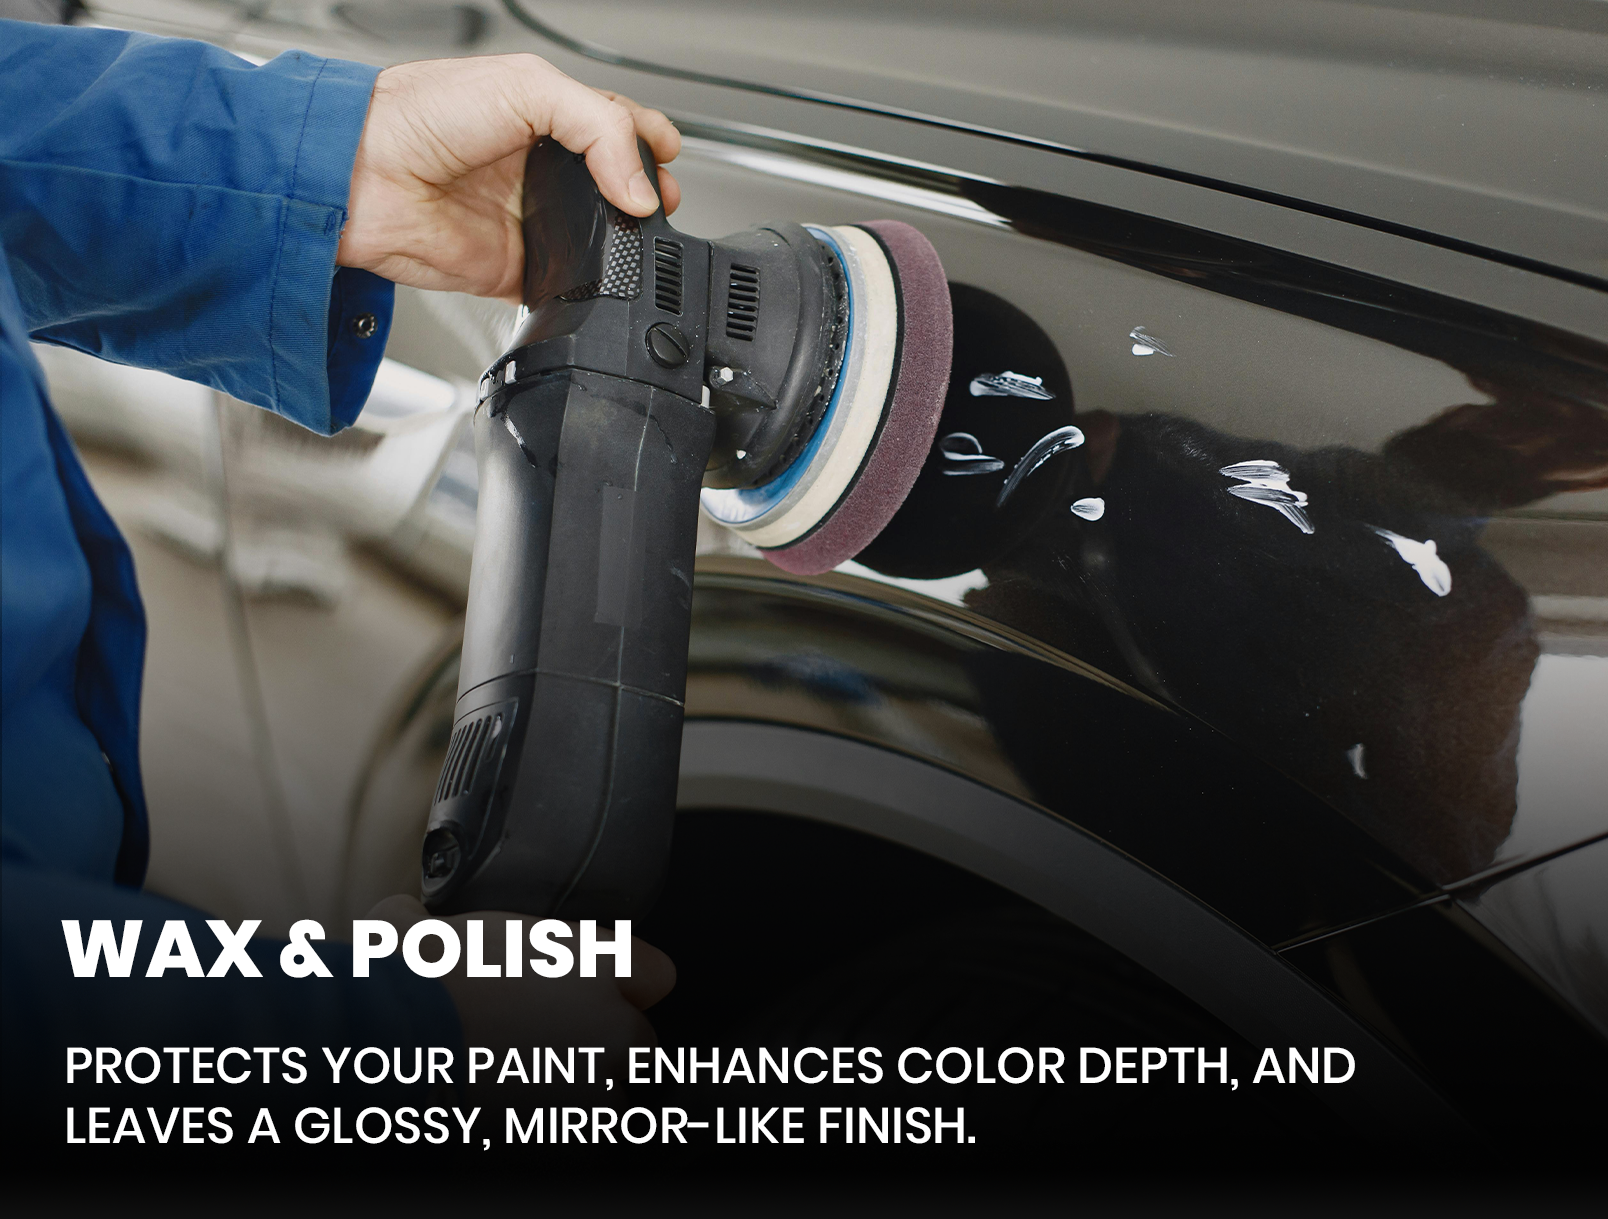 WAX & POLISH
PROTECTS YOUR PAINT, ENHANCES COLOR DEPTH, AND
LEAVES A GLOSSY, MIRROR-LIKE FINISH.